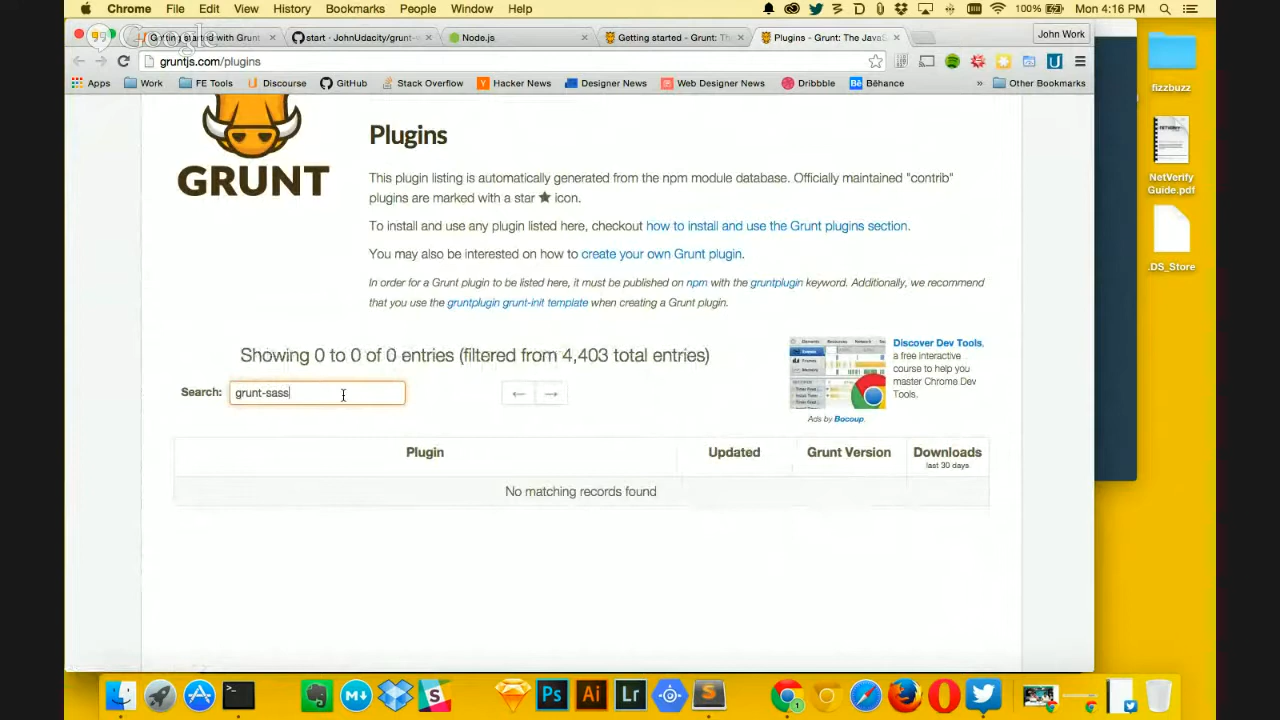 Chrome File Edit View History Bookmarks People Window Help
100% Mon 4:16 PM
Google
Getting started with Grunt
start · JohnUdacity/grunt-
Node.js
Getting started - Grunt: The
Plugins - Grunt: The JavaS
John Work
gruntjs.com/plugins
Apps Work FE Tools Discourse GitHub Stack Overflow Hacker News Designer News Web Designer News Dribbble Bēhance » Other Bookmarks
GRUNT
Plugins
This plugin listing is automatically generated from the npm module database. Officially maintained "contrib"
plugins are marked with a star ★ icon.
To install and use any plugin listed here, checkout how to install and use the Grunt plugins section.
You may also be interested on how to create your own Grunt plugin.
In order for a Grunt plugin to be listed here, it must be published on npm with the gruntplugin keyword. Additionally, we recommend
that you use the gruntplugin grunt-init template when creating a Grunt plugin.
Showing 0 to 0 of 0 entries (filtered from 4,403 total entries)
Search: grunt-sass
← →
Discover Dev Tools,
a free interactive
course to help you
master Chrome Dev
Tools.
Ads by Bocoup.
Plugin Updated Grunt Version Downloads
last 30 days
No matching records found
fizzbuzz
NetVerify
Guide.pdf
.DS_Store
M↓ S Ps Ai Lr S